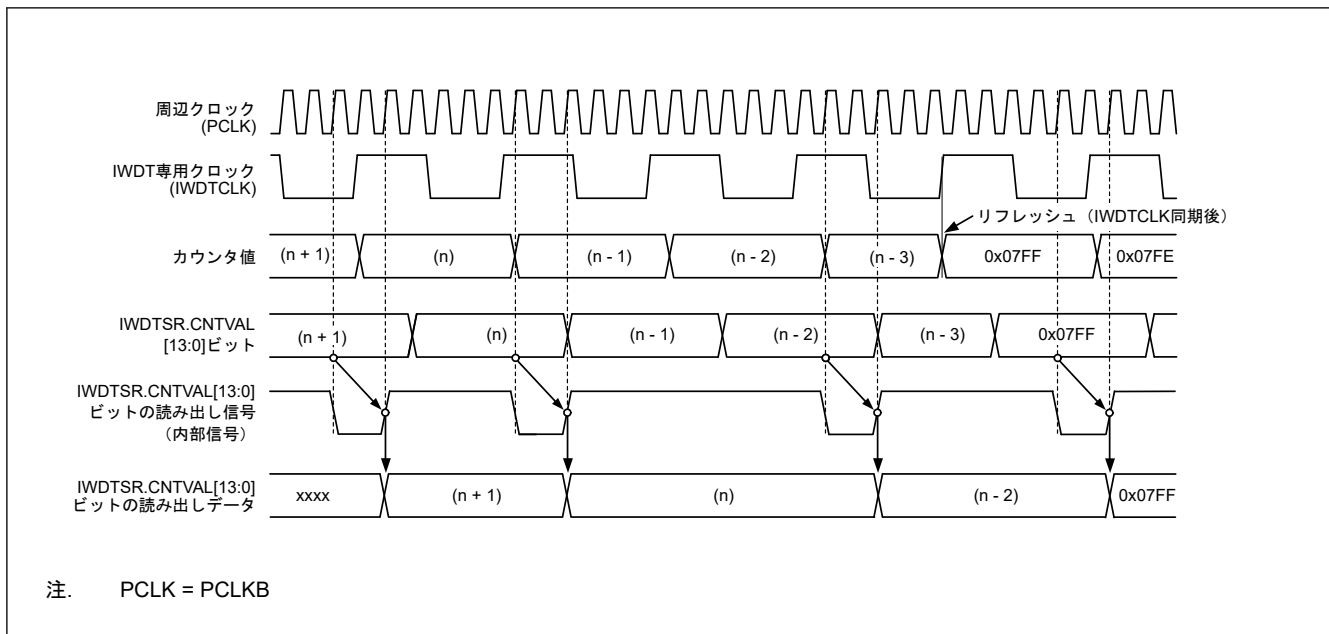 周辺クロック
(PCLK)
IWDT専用クロック
(IWDTCLK)
リフレッシュ（IWDTCLK同期後）
カウンタ値
(n + 1)
(n)
(n - 1)
(n - 2)
(n - 3)
0x07FF
0x07FE
IWDTSR.CNTVAL
[13:0]ビット
(n + 1)
(n)
(n - 1)
(n - 2)
(n - 3)
0x07FF
IWDTSR.CNTVAL[13:0]
ビットの読み出し信号
（内部信号）
IWDTSR.CNTVAL[13:0]
ビットの読み出しデータ
xxxx
(n + 1)
(n)
(n - 2)
0x07FF
注. PCLK = PCLKB